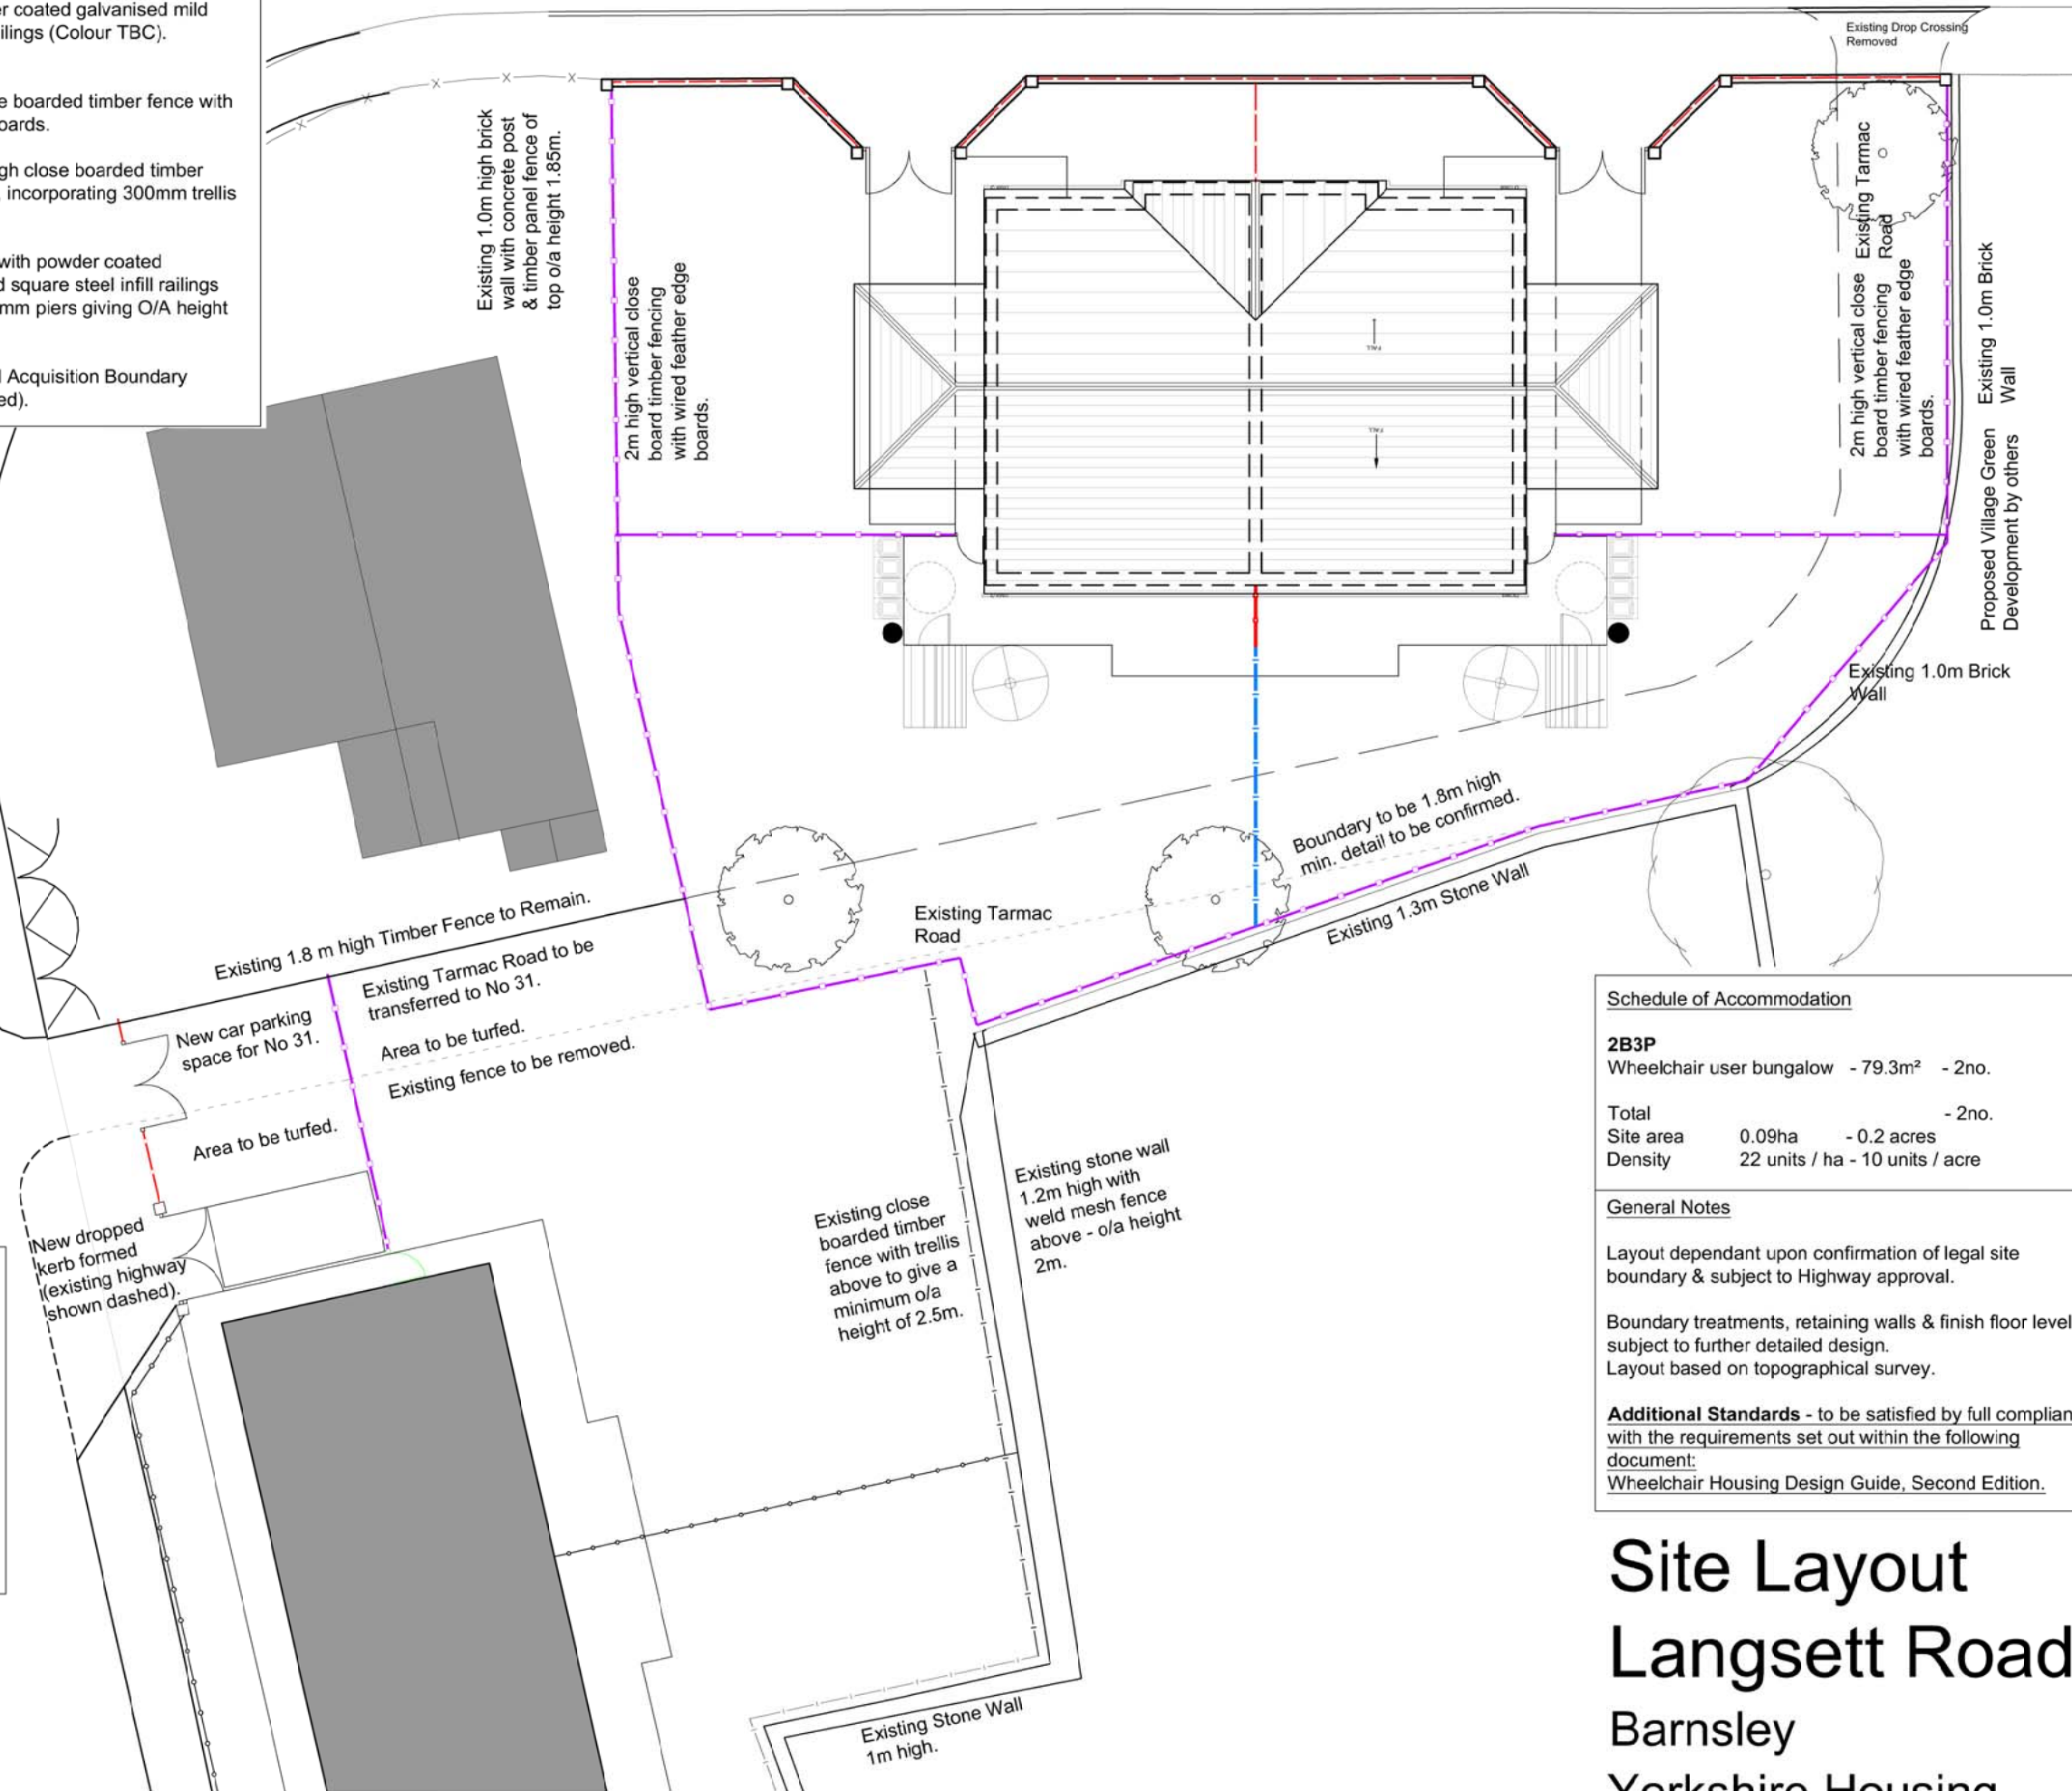 er coated galvanised mild
ilings (Colour TBC).
e boarded timber fence with
oards.
gh close boarded timber
, incorporating 300mm trellis
with powder coated
d square steel infill railings
mm piers giving O/A height
l Acquisition Boundary
ed).
Existing Drop Crossing
Removed
Existing 1.0m high brick
wall with concrete post
& timber panel fence of
top o/a height 1.85m.
2m high vertical close
board timber fencing
with wired feather edge
boards.
FALL
FALL
Existing Tarmac
Road
2m high vertical close
board timber fencing
with wired feather edge
boards.
Existing 1.0m Brick
Wall
Proposed Village Green
Development by others
Existing 1.0m Brick
Wall
Boundary to be 1.8m high
min. detail to be confirmed.
Existing 1.3m Stone Wall
Existing Tarmac
Road
Existing 1.8 m high Timber Fence to Remain.
Existing Tarmac Road to be
transferred to No 31.
Area to be turfed.
Existing fence to be removed.
New car parking
space for No 31.
Area to be turfed.
New dropped
kerb formed
(existing highway
shown dashed).
Existing close
boarded timber
fence with trellis
above to give a
minimum o/a
height of 2.5m.
Existing stone wall
1.2m high with
weld mesh fence
above - o/a height
2m.
Existing Stone Wall
1m high.
Schedule of Accommodation
2B3P
Wheelchair user bungalow - 79.3m² - 2no.
Total - 2no.
Site area 0.09ha - 0.2 acres
Density 22 units / ha - 10 units / acre
General Notes
Layout dependant upon confirmation of legal site
boundary & subject to Highway approval.
Boundary treatments, retaining walls & finish floor level
subject to further detailed design.
Layout based on topographical survey.
Additional Standards - to be satisfied by full complian
with the requirements set out within the following
document:
Wheelchair Housing Design Guide, Second Edition.
Site Layout
Langsett Road
Barnsley
Yorkshire Housing